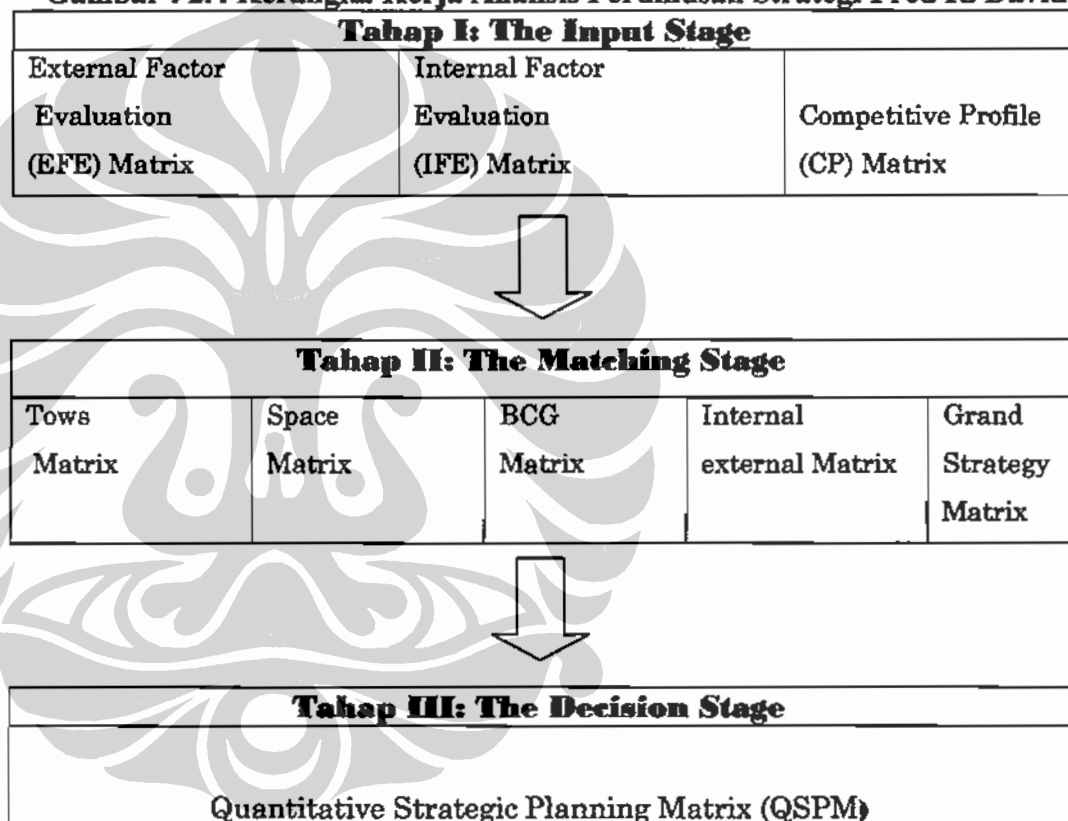 Tahap I: The Input Stage
External Factor
Evaluation
(EFE) Matrix
Internal Factor
Evaluation
(IFE) Matrix
Competitive Profile
(CP) Matrix
Tahap II: The Matching Stage
Tows
Matrix
Space
Matrix
BCG
Matrix
Internal
external Matrix
Grand
Strategy
Matrix
Tahap III: The Decision Stage
Quantitative Strategic Planning Matrix (QSPM)